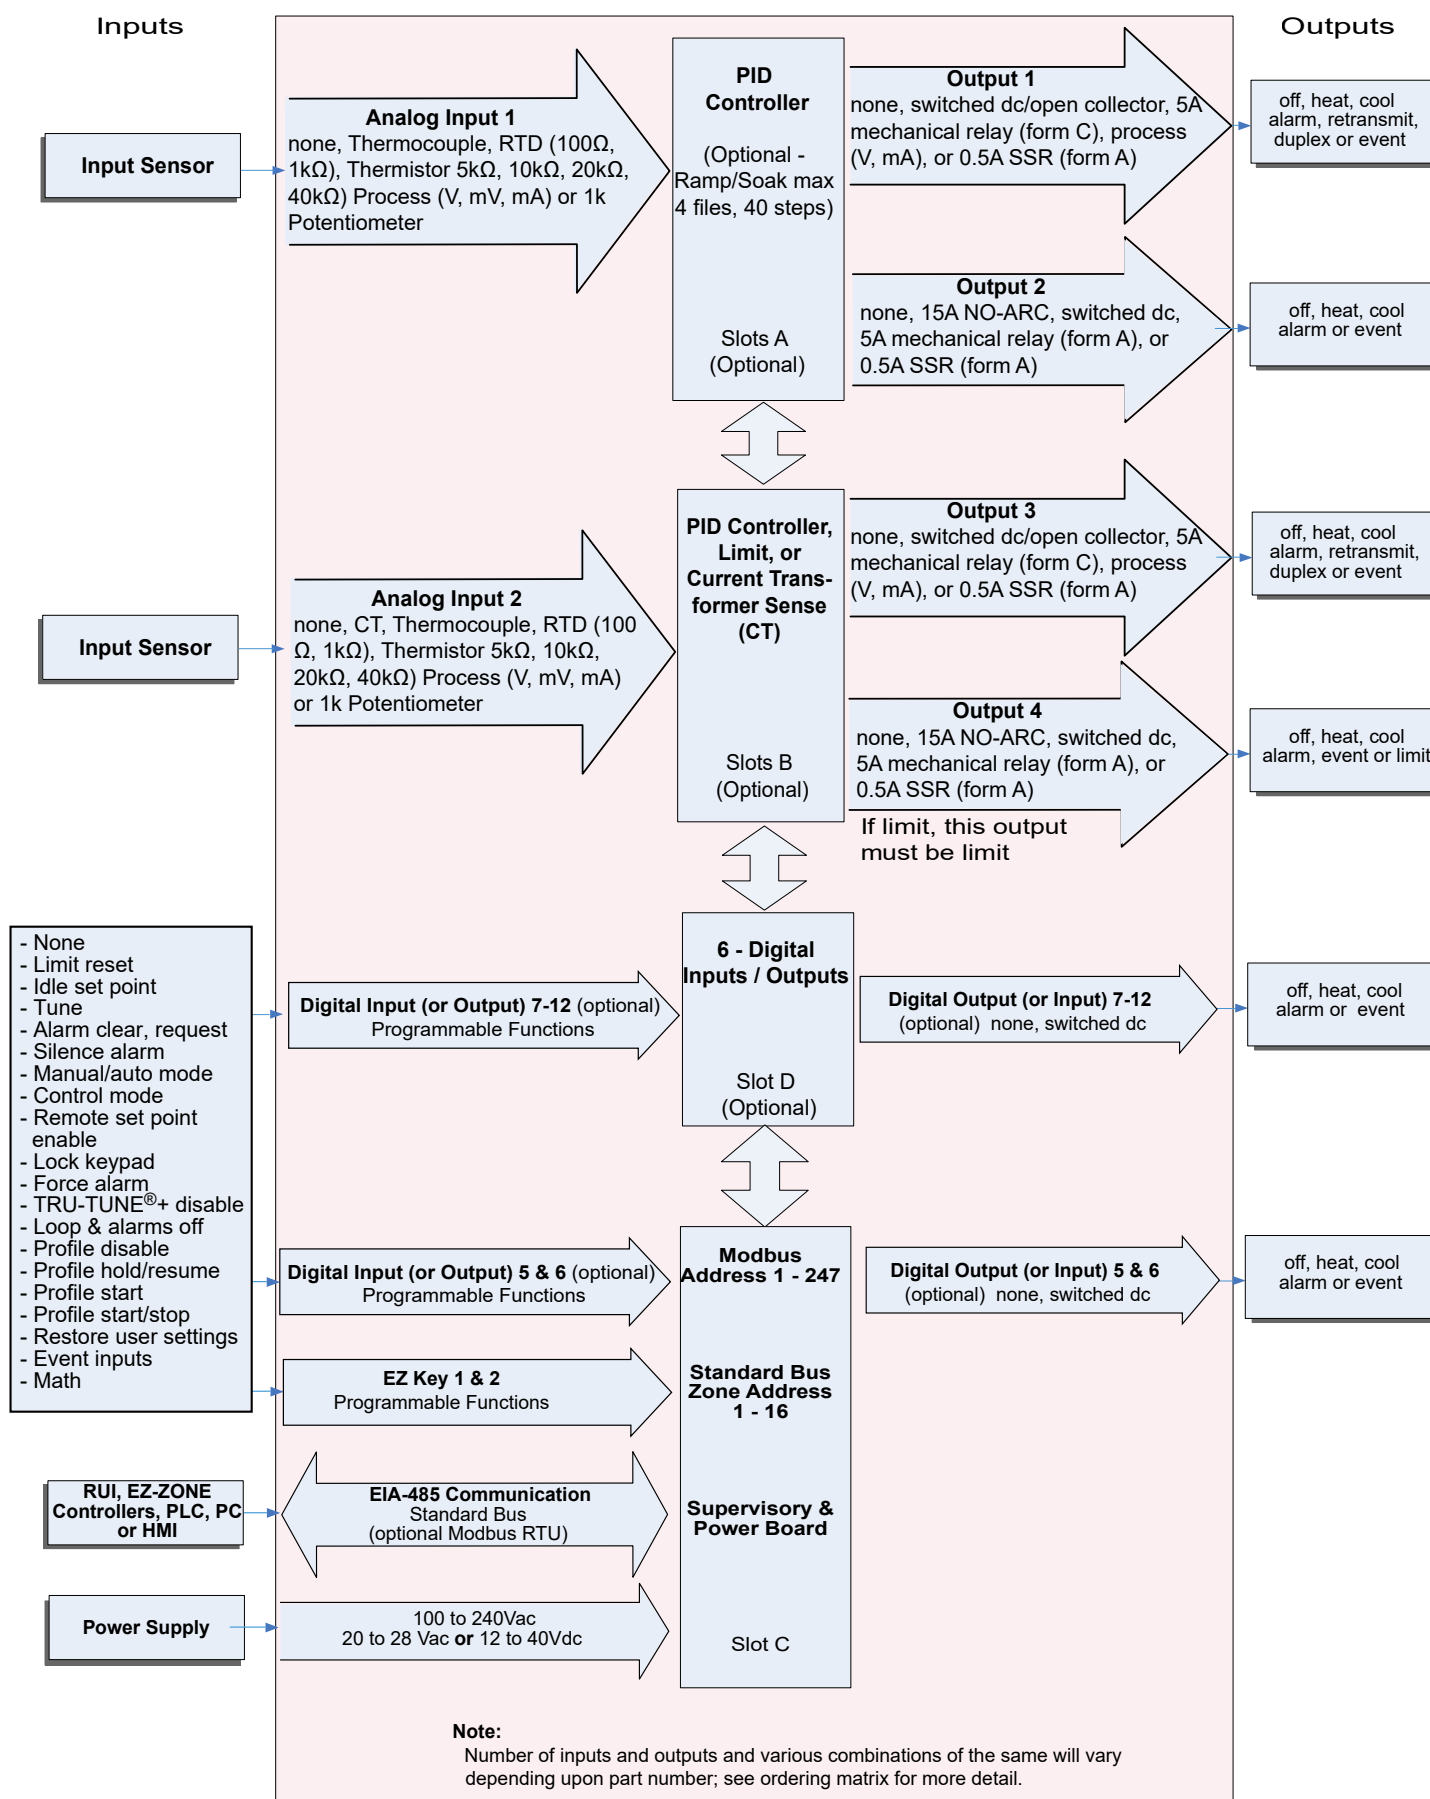 Inputs
Outputs
Input Sensor
Analog Input 1
none, Thermocouple, RTD (100Ω,
1kΩ), Thermistor 5kΩ, 10kΩ, 20kΩ,
40kΩ) Process (V, mV, mA) or 1k
Potentiometer
PID
Controller
(Optional -
Ramp/Soak max
4 files, 40 steps)
Slots A
(Optional)
Output 1
none, switched dc/open collector, 5A
mechanical relay (form C), process
(V, mA), or 0.5A SSR (form A)
off, heat, cool
alarm, retransmit,
duplex or event
Output 2
none, 15A NO-ARC, switched dc,
5A mechanical relay (form A), or
0.5A SSR (form A)
off, heat, cool
alarm or event
Input Sensor
Analog Input 2
none, CT, Thermocouple, RTD (100
Ω, 1kΩ), Thermistor 5kΩ, 10kΩ,
20kΩ, 40kΩ) Process (V, mV, mA)
or 1k Potentiometer
PID Controller,
Limit, or
Current Trans-
former Sense
(CT)
Slots B
(Optional)
Output 3
none, switched dc/open collector, 5A
mechanical relay (form C), process
(V, mA), or 0.5A SSR (form A)
off, heat, cool
alarm, retransmit,
duplex or event
Output 4
none, 15A NO-ARC, switched dc,
5A mechanical relay (form A), or
0.5A SSR (form A)
If limit, this output
must be limit
off, heat, cool
alarm, event or limit
- None
- Limit reset
- Idle set point
- Tune
- Alarm clear, request
- Silence alarm
- Manual/auto mode
- Control mode
- Remote set point
enable
- Lock keypad
- Force alarm
- TRU-TUNE®+ disable
- Loop & alarms off
- Profile disable
- Profile hold/resume
- Profile start
- Profile start/stop
- Restore user settings
- Event inputs
- Math
Digital Input (or Output) 7-12 (optional)
Programmable Functions
6 - Digital
Inputs / Outputs
Slot D
(Optional)
Digital Output (or Input) 7-12
(optional) none, switched dc
off, heat, cool
alarm or event
Digital Input (or Output) 5 & 6 (optional)
Programmable Functions
EZ Key 1 & 2
Programmable Functions
RUI, EZ-ZONE
Controllers, PLC, PC
or HMI
EIA-485 Communication
Standard Bus
(optional Modbus RTU)
Power Supply
100 to 240Vac
20 to 28 Vac or 12 to 40Vdc
Modbus
Address 1 - 247
Standard Bus
Zone Address
1 - 16
Supervisory &
Power Board
Slot C
Digital Output (or Input) 5 & 6
(optional) none, switched dc
off, heat, cool
alarm or event
Note:
Number of inputs and outputs and various combinations of the same will vary
depending upon part number; see ordering matrix for more detail.